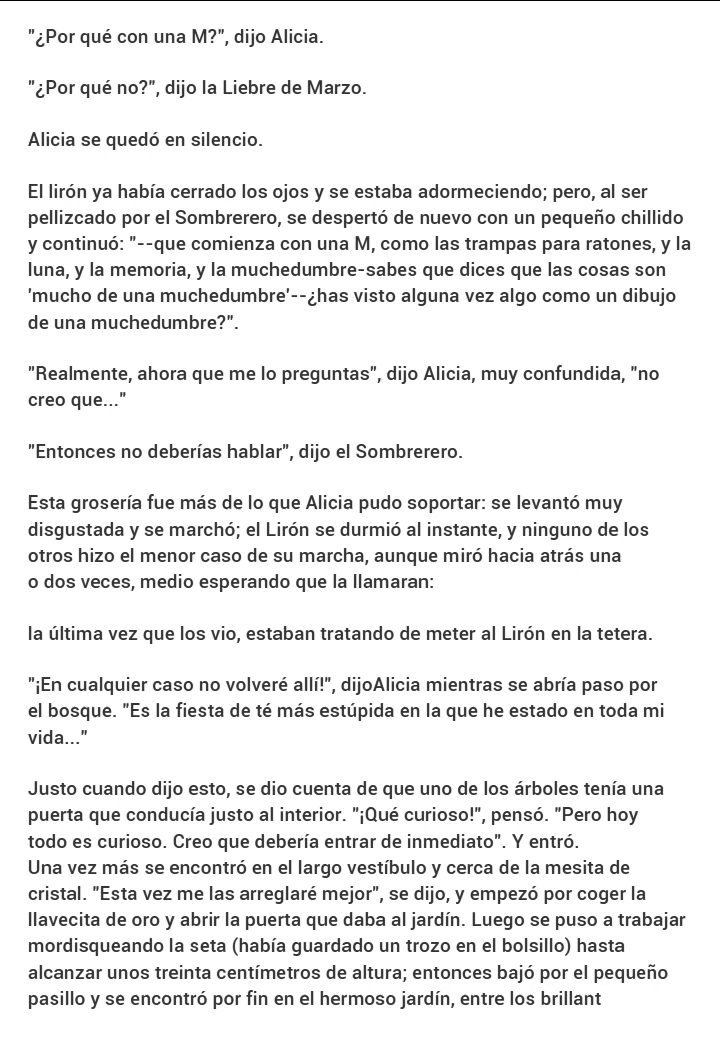 "¿Por qué con una M?", dijo Alicia.
"¿Por qué no?", dijo la Liebre de Marzo.
Alicia se quedó en silencio.
El lirón ya había cerrado los ojos y se estaba adormeciendo; pero, al ser
pellizcado por el Sombrerero, se despertó de nuevo con un pequeño chillido
y continuó: "--que comienza con una M, como las trampas para ratones, y la
luna, y la memoria, y la muchedumbre-sabes que dices que las cosas son
'mucho de una muchedumbre'--¿has visto alguna vez algo como un dibujo
de una muchedumbre?".
"Realmente, ahora que me lo preguntas", dijo Alicia, muy confundida, "no
creo que..."
"Entonces no deberías hablar", dijo el Sombrerero.
Esta grosería fue más de lo que Alicia pudo soportar: se levantó muy
disgustada y se marchó; el Lirón se durmió al instante, y ninguno de los
otros hizo el menor caso de su marcha, aunque miró hacia atrás una
o dos veces, medio esperando que la llamaran:
la última vez que los vio, estaban tratando de meter al Lirón en la tetera.
"¡En cualquier caso no volveré allí!", dijoAlicia mientras se abría paso por
el bosque. "Es la fiesta de té más estúpida en la que he estado en toda mi
vida..."
Justo cuando dijo esto, se dio cuenta de que uno de los árboles tenía una
puerta que conducía justo al interior. "¡Qué curioso!", pensó. "Pero hoy
todo es curioso. Creo que debería entrar de inmediato". Y entró.
Una vez más se encontró en el largo vestíbulo y cerca de la mesita de
cristal. "Esta vez me las arreglaré mejor", se dijo, y empezó por coger la
llavecita de oro y abrir la puerta que daba al jardín. Luego se puso a trabajar
mordisqueando la seta (había guardado un trozo en el bolsillo) hasta
alcanzar unos treinta centímetros de altura; entonces bajó por el pequeño
pasillo y se encontró por fin en el hermoso jardín, entre los brillant